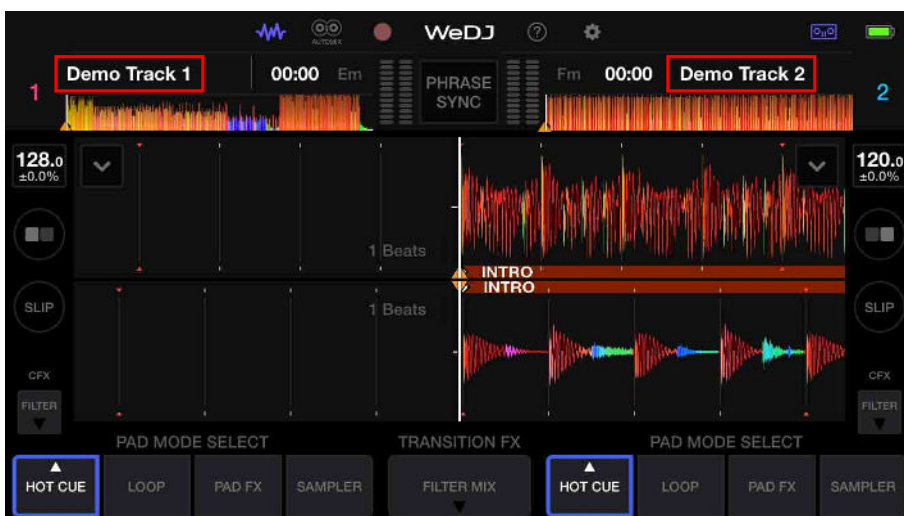 AUTOMIX
WeDJ
?
1
Demo Track 1
00:00 Em
PHRASE
SYNC
Fm 00:00
Demo Track 2
2
128.0
±0.0%
120.0
±0.0%
1 Beats
INTRO
INTRO
1 Beats
SLIP
SLIP
CFX
CFX
FILTER
FILTER
PAD MODE SELECT
TRANSITION FX
PAD MODE SELECT
HOT CUE
LOOP
PAD FX
SAMPLER
FILTER MIX
HOT CUE
LOOP
PAD FX
SAMPLER